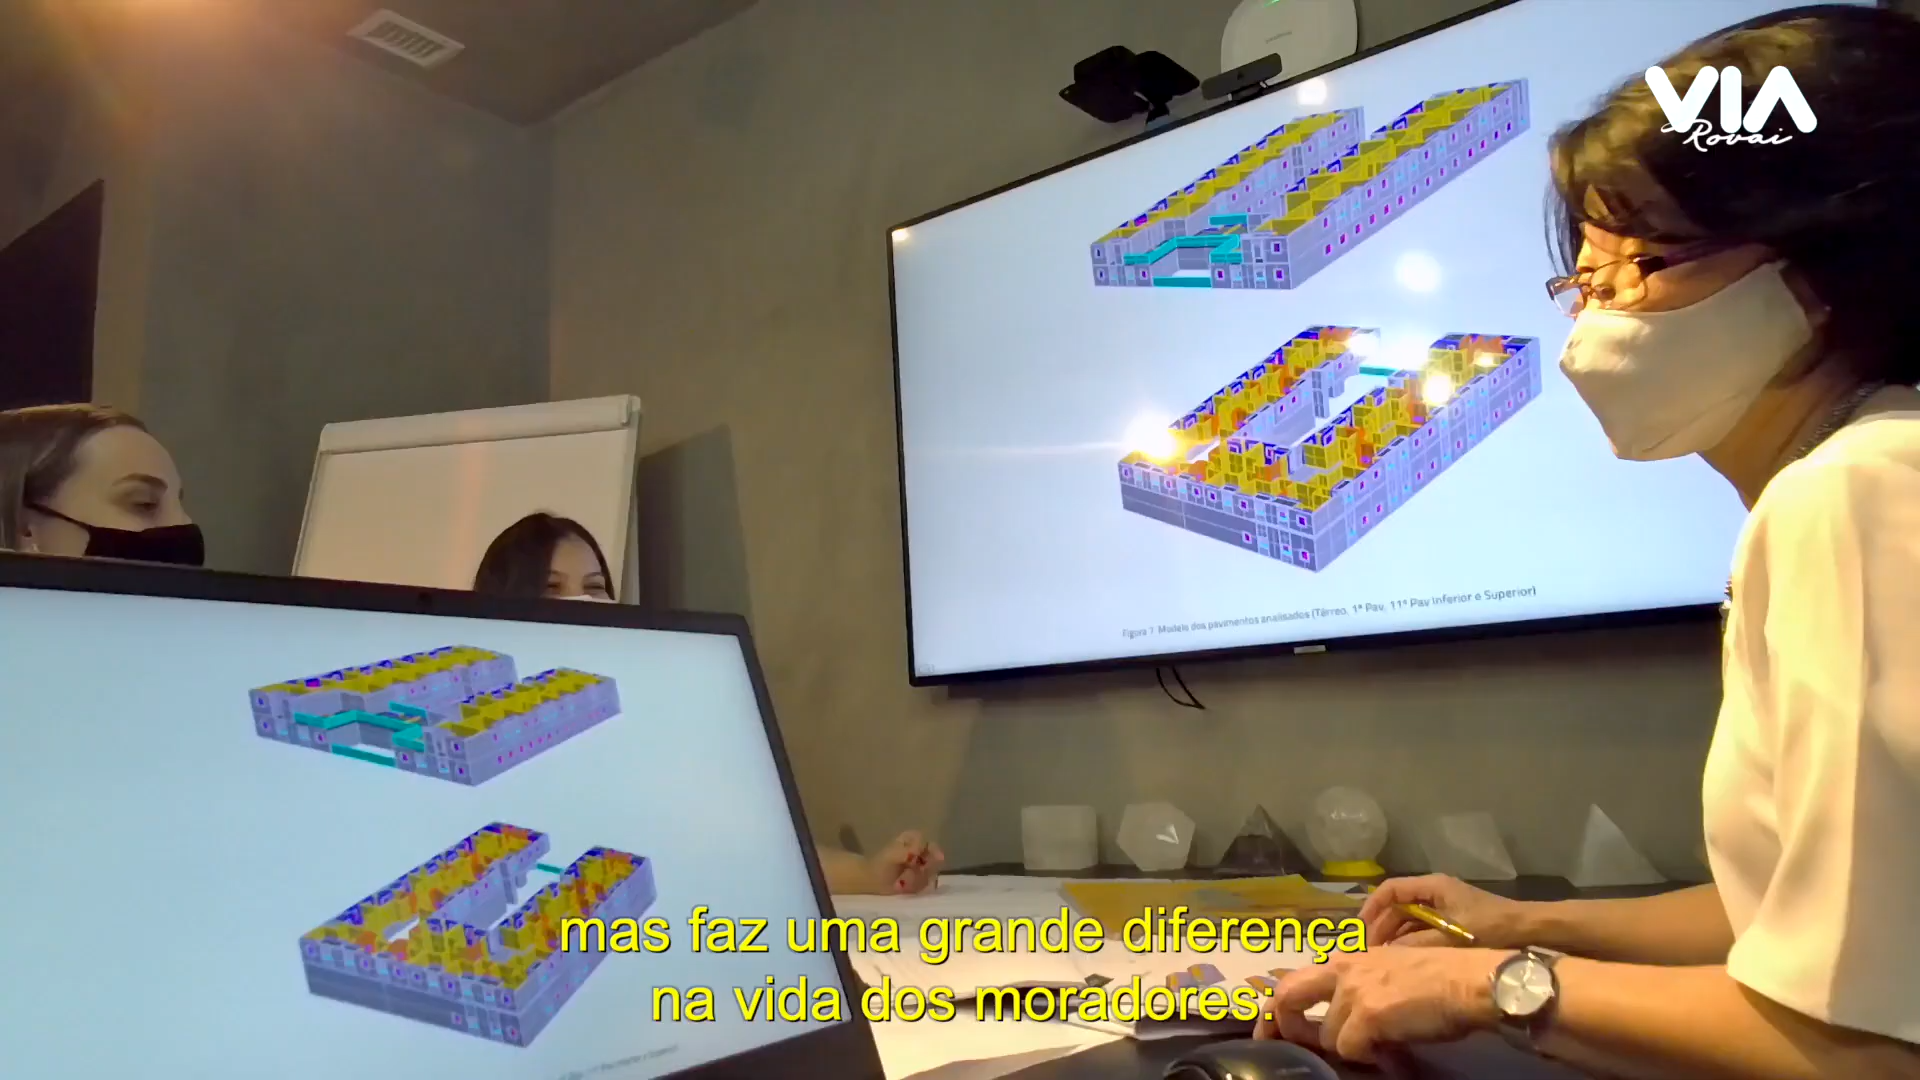 VIA
Rovai
Figura 7 Modelo dos pavimentos analisados (Térreo, 1º Pav, 11º Pav Inferior e Superior)
mas faz uma grande diferença
na vida dos moradores: